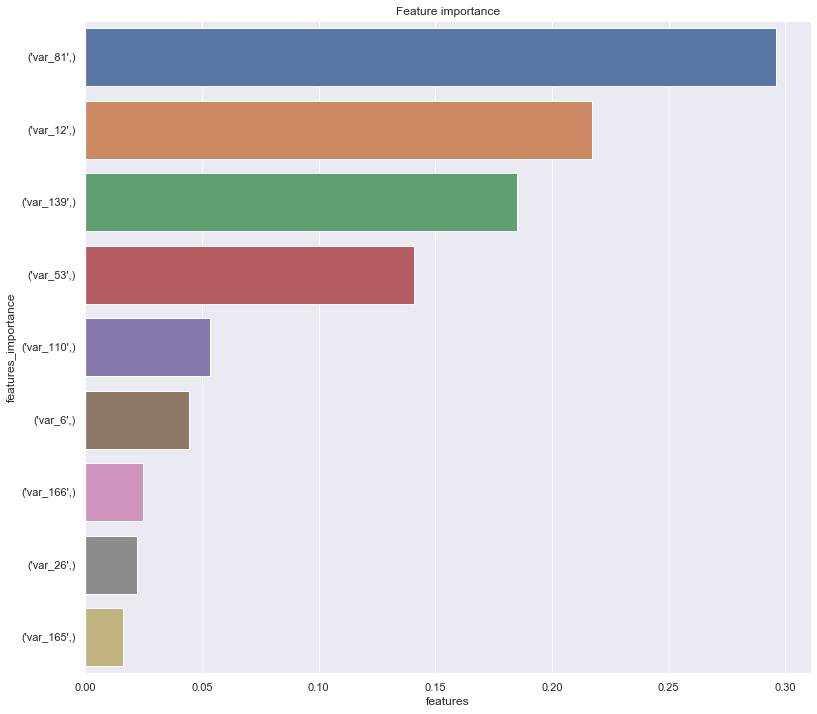 Feature importance
('var_81',)
('var_12',)
('var_139',)
('var_53',)
('var_110',)
('var_6',)
('var_166',)
('var_26',)
('var_165',)
features_importance
0.00 0.05 0.10 0.15 0.20 0.25 0.30
features